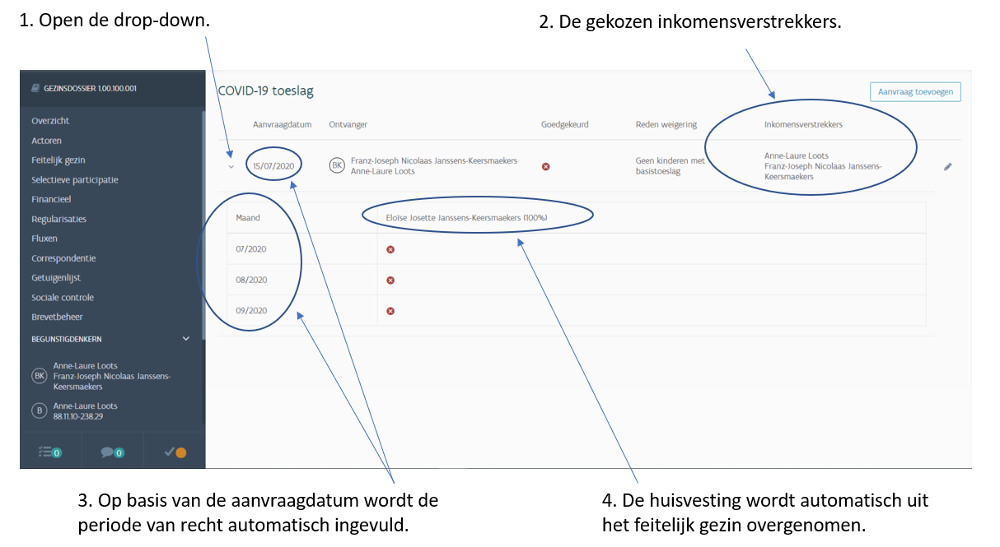 1. Open de drop-down.
2. De gekozen inkomensverstrekkers.
GEZINSDOSSIER 1.00.100.001
Overzicht
Actoren
Feitelijk gezin
Selectieve participatie
Financieel
Regularisaties
Fluxen
Correspondentie
Getuigenlijst
Sociale controle
Brevetbeheer
BEGUNSTIGDENKERN
BK
Anne-Laure Loots
Franz-Joseph Nicolaas Janssens-
Keersmaekers
B
Anne-Laure Loots
88.11.10-238.29
0
0
COVID-19 toeslag
Aanvraag toevoegen
Aanvraagdatum
Ontvanger
Goedgekeurd
Reden weigering
Inkomensverstrekkers
15/07/2020
BK
Franz-Joseph Nicolaas Janssens-Keersmaekers
Anne-Laure Loots
Geen kinderen met
basistoeslag
Anne-Laure Loots
Franz-Joseph Nicolaas Janssens-
Keersmaekers
Maand
Eloïse Josette Janssens-Keersmaekers (100%)
07/2020
08/2020
09/2020
3. Op basis van de aanvraagdatum wordt de
periode van recht automatisch ingevuld.
4. De huisvesting wordt automatisch uit
het feitelijk gezin overgenomen.